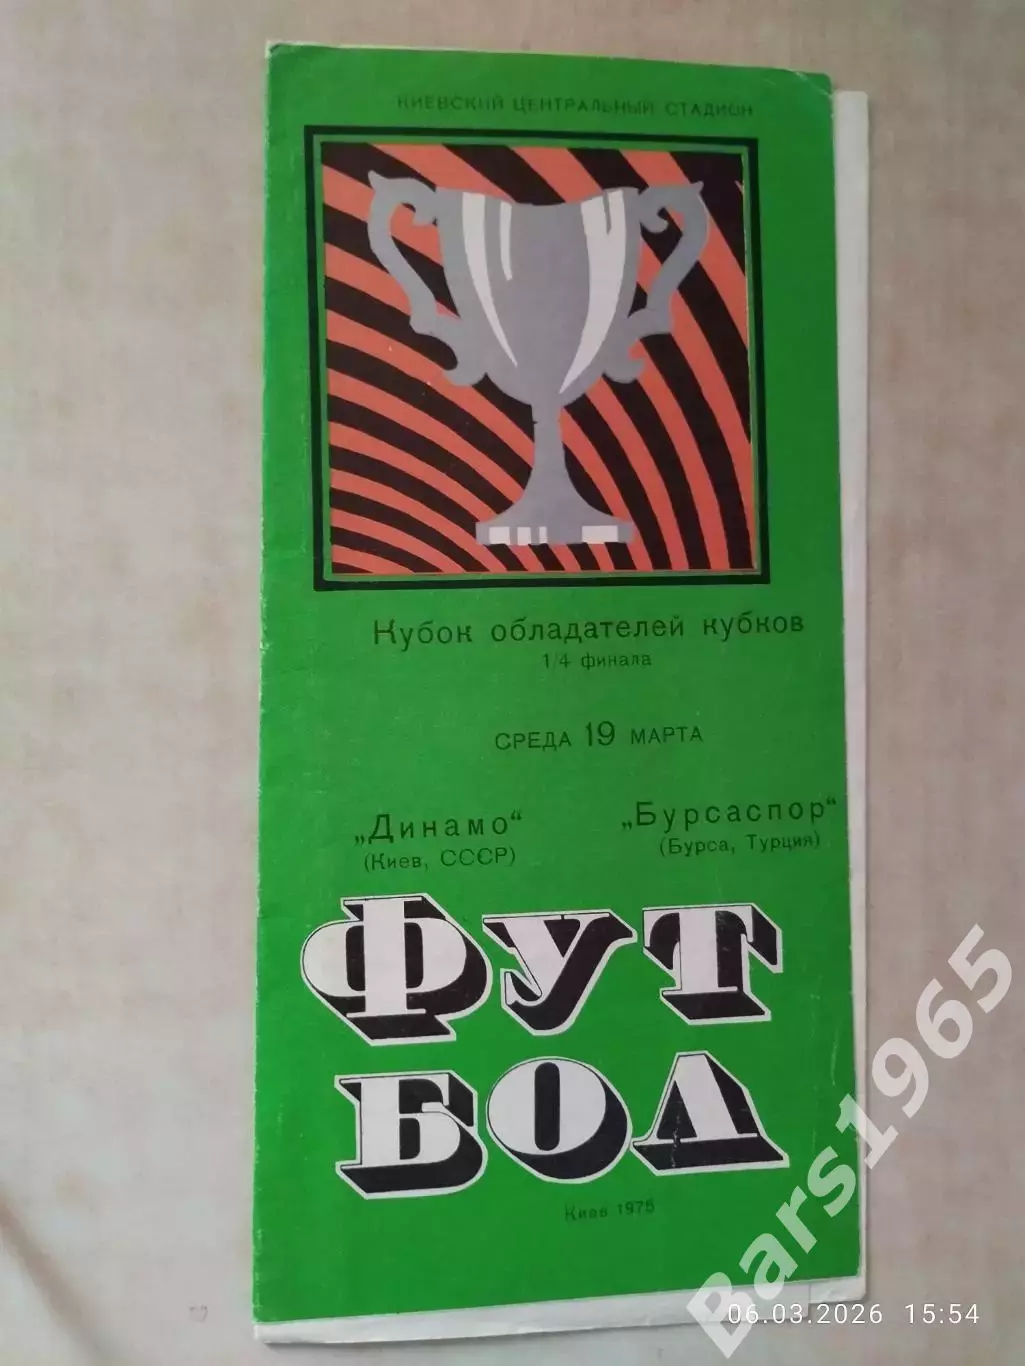 КИЕВСКИЙ ЦЕНТРАЛЬНЫЙ СТАДИОН
Кубок обладателей кубков
1/4 финала
СРЕДА 19 МАРТА
„Динамо“
(Киев, СССР)
„Бурсаспор“
(Бурса, Турция)
ФУТ
БОЛ
Киев 1975
Bars1965
06.03.2026 15:54